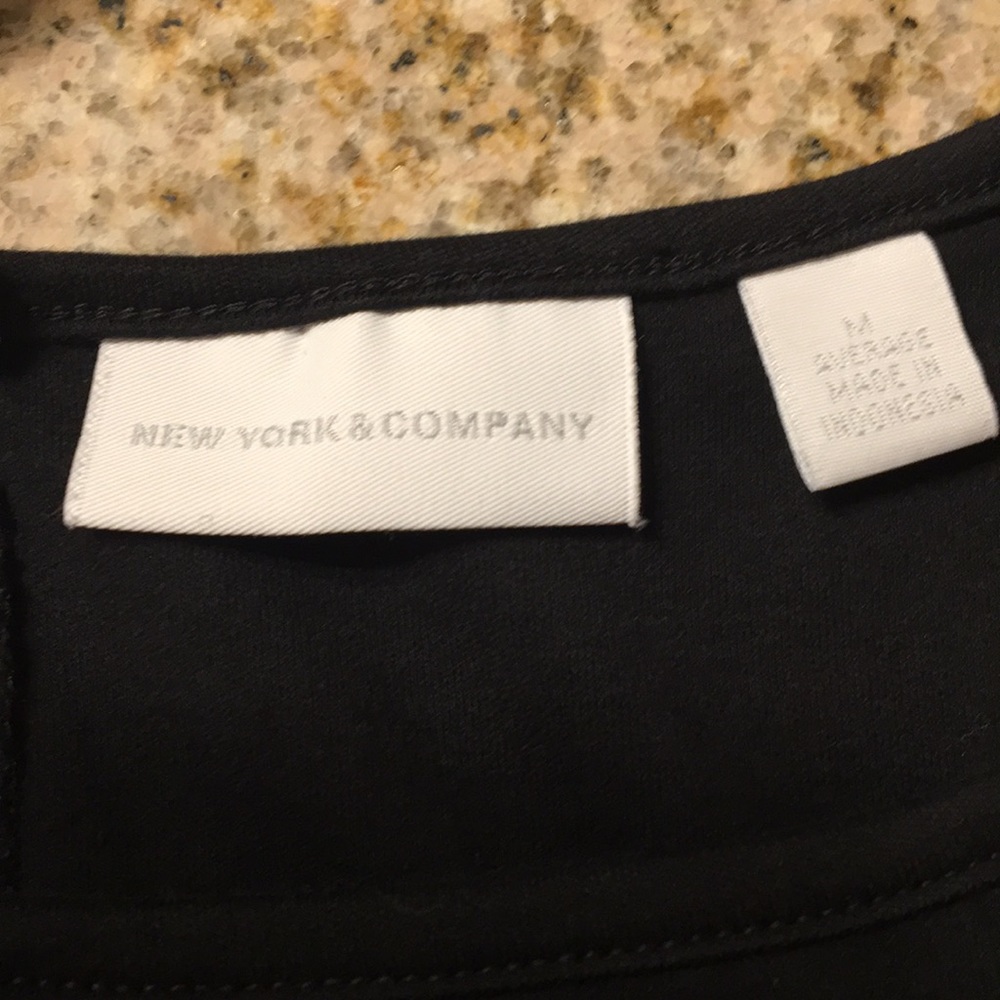 NEW YORK & COMPANY
M
AVERAGE
MADE IN
INDONESIA